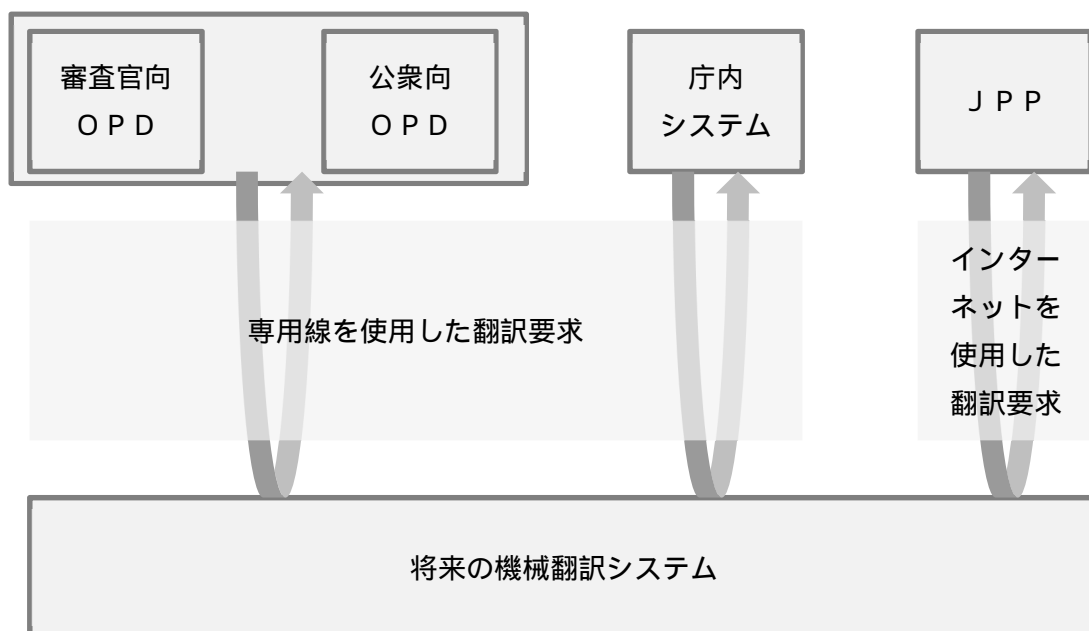 審査官向
ＯＰＤ
公衆向
ＯＰＤ
庁内
システム
ＪＰＰ
専用線を使用した翻訳要求
インター
ネットを
使用した
翻訳要求
将来の機械翻訳システム